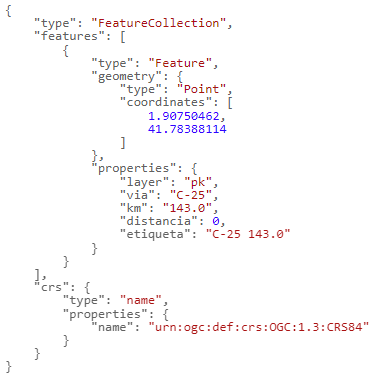 {
    "type": "FeatureCollection",
    "features": [
        {
            "type": "Feature",
            "geometry": {
                "type": "Point",
                "coordinates": [
                    1.90750462,
                    41.78388114
                ]
            },
            "properties": {
                "layer": "pk",
                "via": "C-25",
                "km": "143.0",
                "distancia": 0,
                "etiqueta": "C-25 143.0"
            }
        }
    ],
    "crs": {
        "type": "name",
        "properties": {
            "name": "urn:ogc:def:crs:OGC:1.3:CRS84"
        }
    }
}